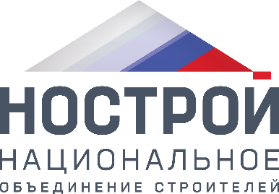 НОСТРОЙ
НАЦИОНАЛЬНОЕ
ОБЪЕДИНЕНИЕ СТРОИТЕЛЕЙ